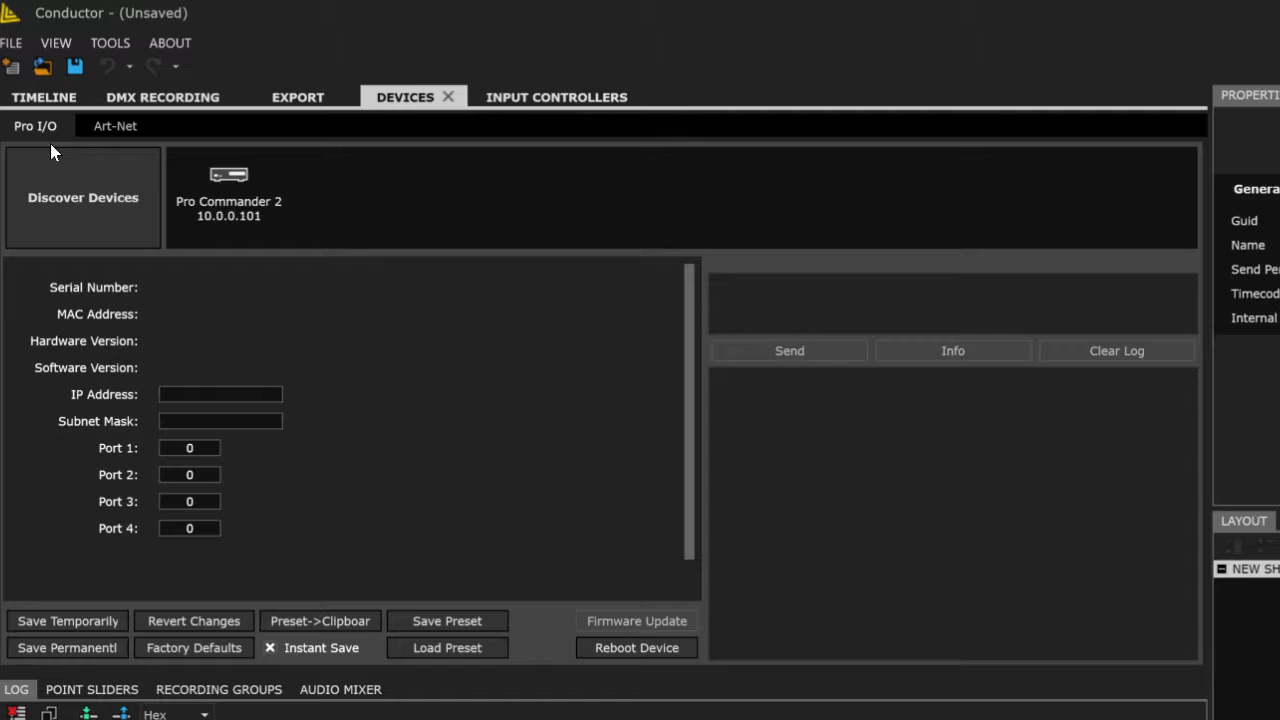 Conductor - (Unsaved)
FILE VIEW TOOLS ABOUT
TIMELINE DMX RECORDING EXPORT DEVICES INPUT CONTROLLERS
PROPERTI
Pro I/O Art-Net
Discover Devices
Pro Commander 2
10.0.0.101
Genera
Guid
Name
Send Pe
Timecod
Internal
Serial Number:
MAC Address:
Hardware Version:
Software Version:
IP Address:
Subnet Mask:
Port 1: 0
Port 2: 0
Port 3: 0
Port 4: 0
Send Info Clear Log
LAYOUT
NEW SH
Save Temporarily Revert Changes Preset->Clipboar Save Preset Firmware Update
Save Permanentl Factory Defaults Instant Save Load Preset Reboot Device
LOG POINT SLIDERS RECORDING GROUPS AUDIO MIXER
Hex